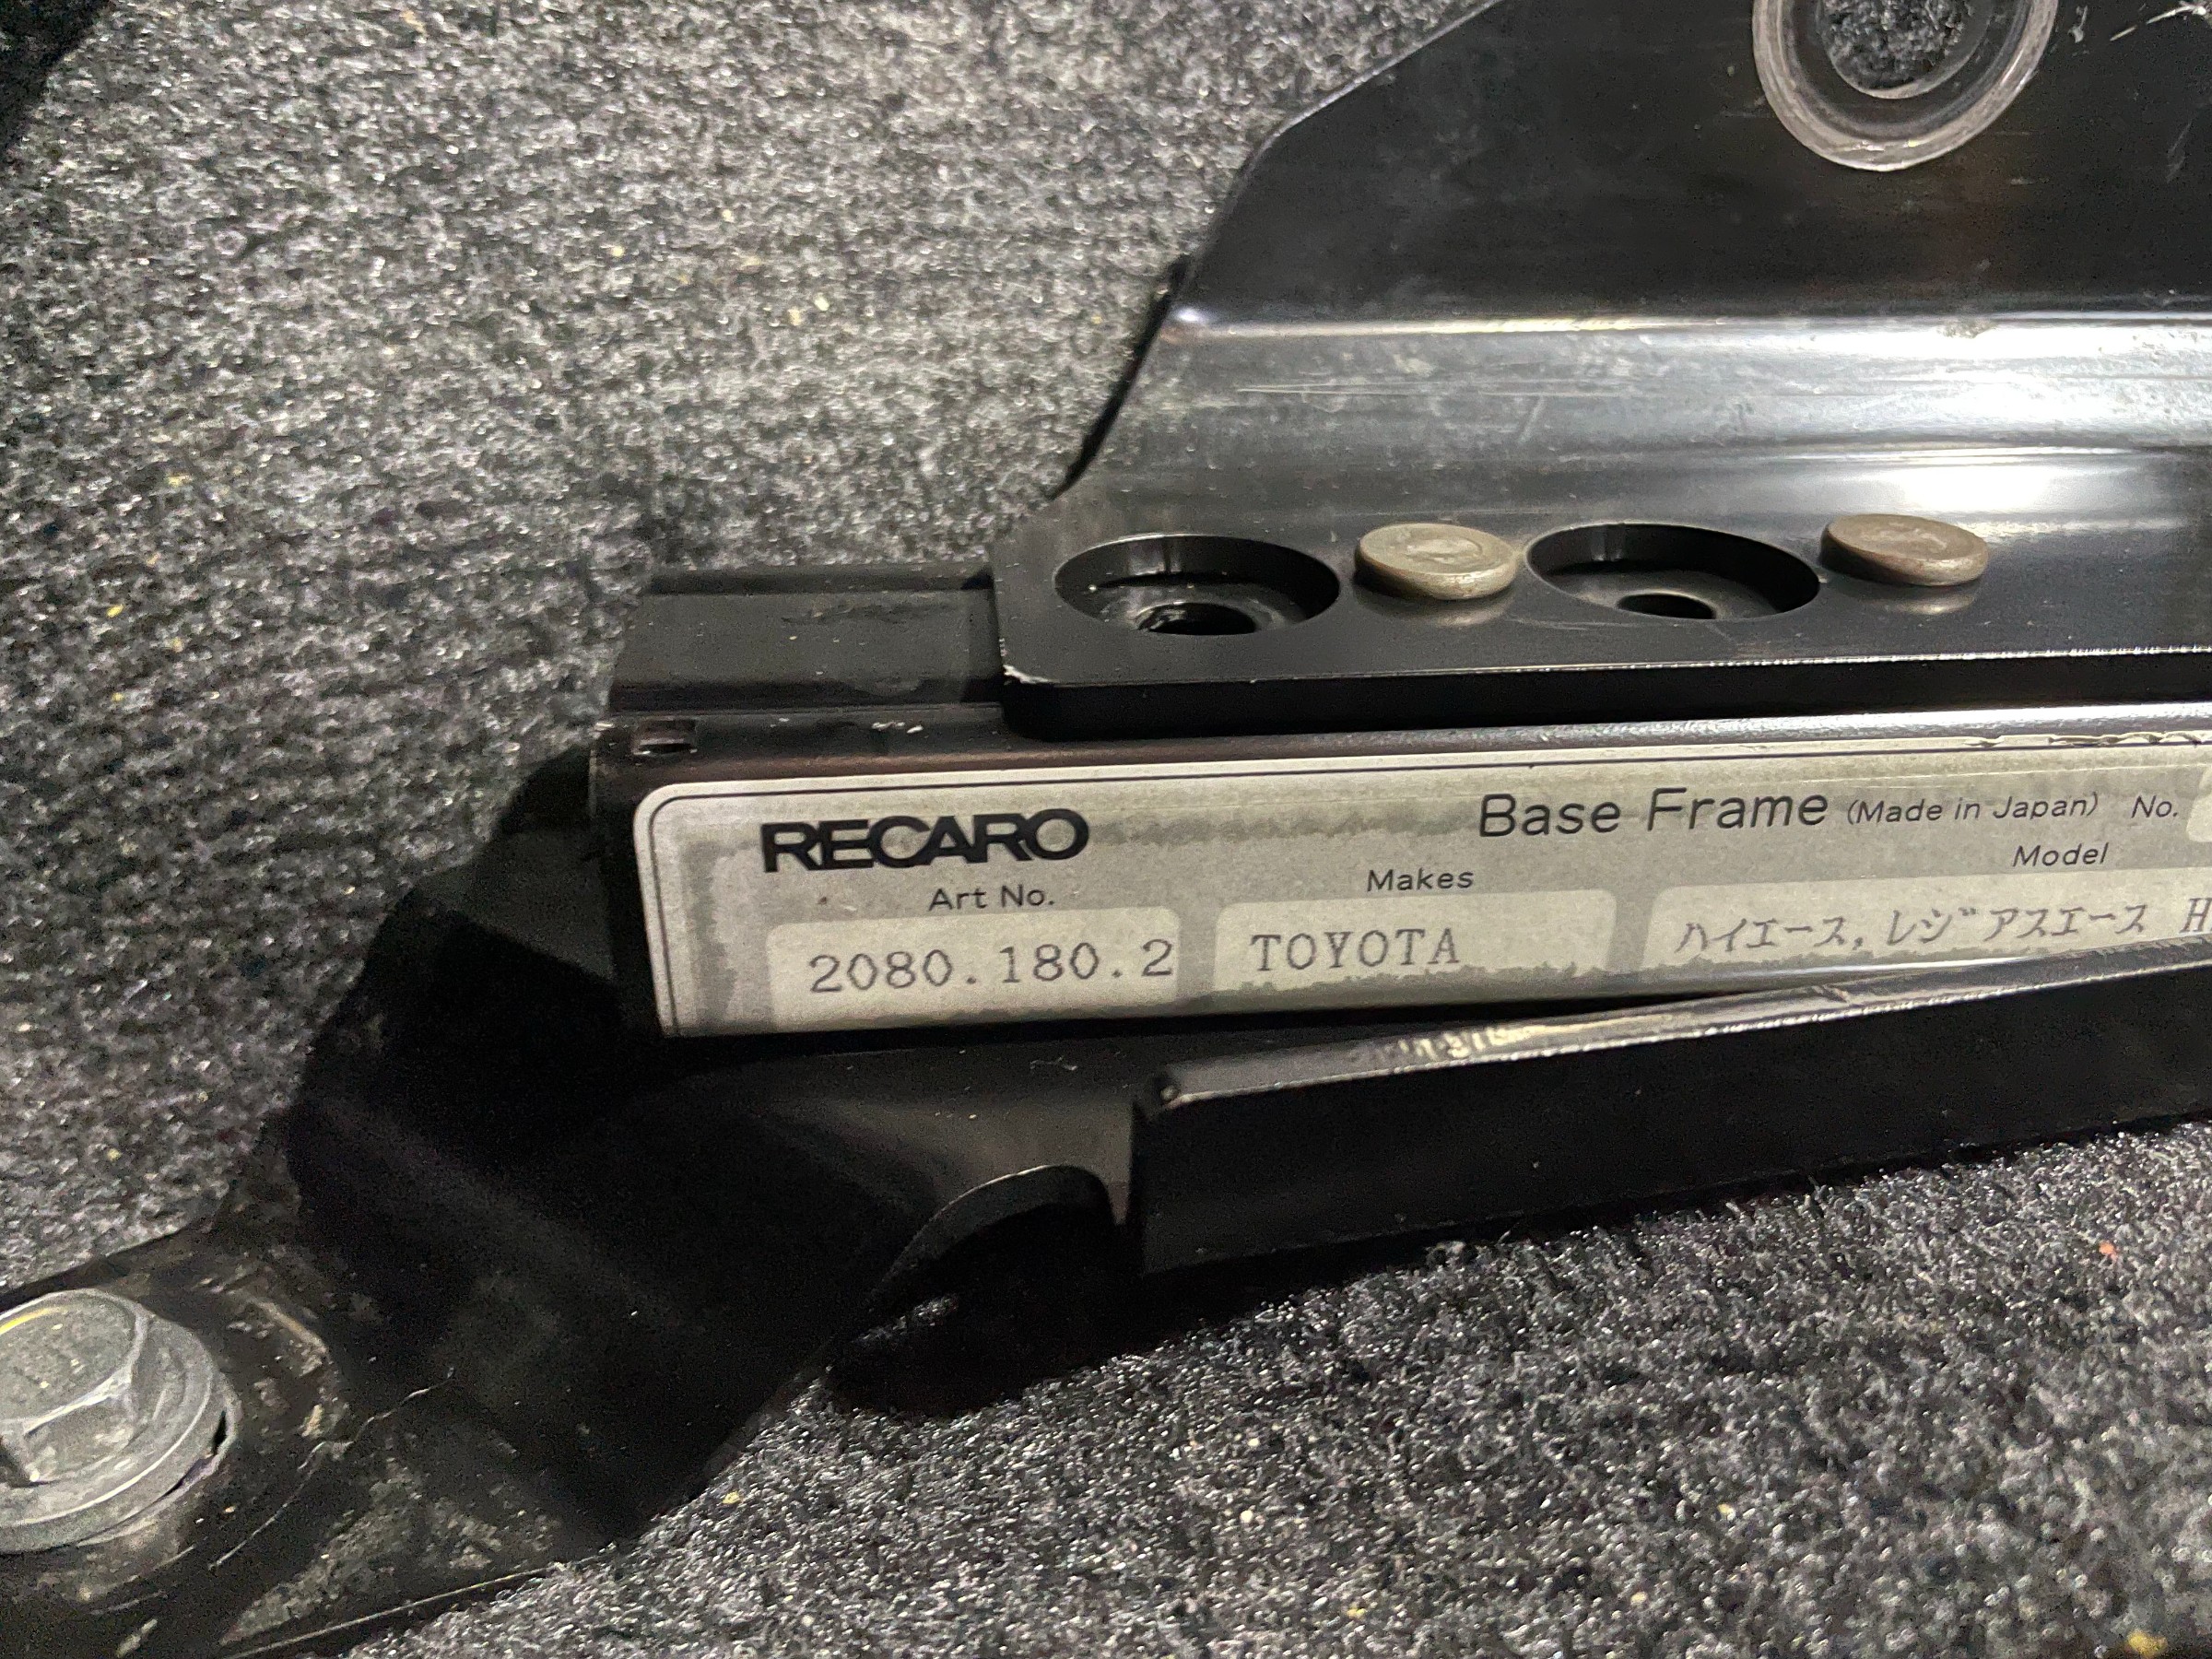 RECARO
Base Frame (Made in Japan) No.
Art No. Makes Model
2080.180.2 TOYOTA ハイエース,レジアスエース H